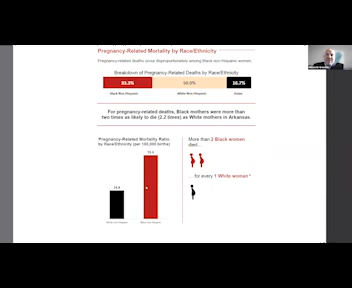 Pregnancy-Related Mortality by Race/Ethnicity
Pregnancy-related deaths occur disproportionately among Black non-Hispanic women.
Breakdown of Pregnancy-Related Deaths by Race/Ethnicity
33.3%
50.0%
16.7%
Black Non-Hispanic
White Non-Hispanic
Other
For pregnancy-related deaths, Black mothers were more than
two times as likely to die (2.2 times) as White mothers in Arkansas.
Pregnancy-Related Mortality Ratio
by Race/Ethnicity (per 100,000 births)
More than 2 Black women
died...
... for every 1 White woman *